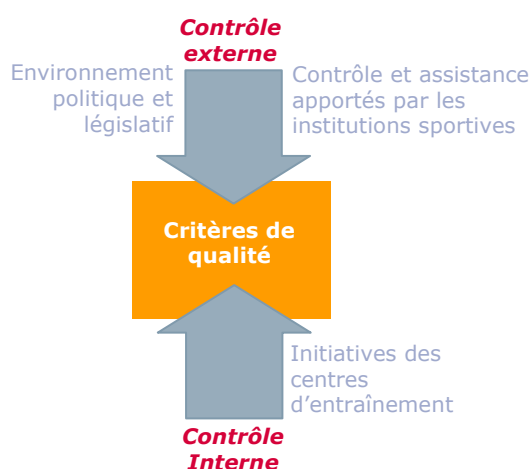 Contrôle
externe
Environnement
politique et
législatif
Contrôle et assistance
apportés par les
institutions sportives
Critères de
qualité
Initiatives des
centres
d’entraînement
Contrôle
Interne